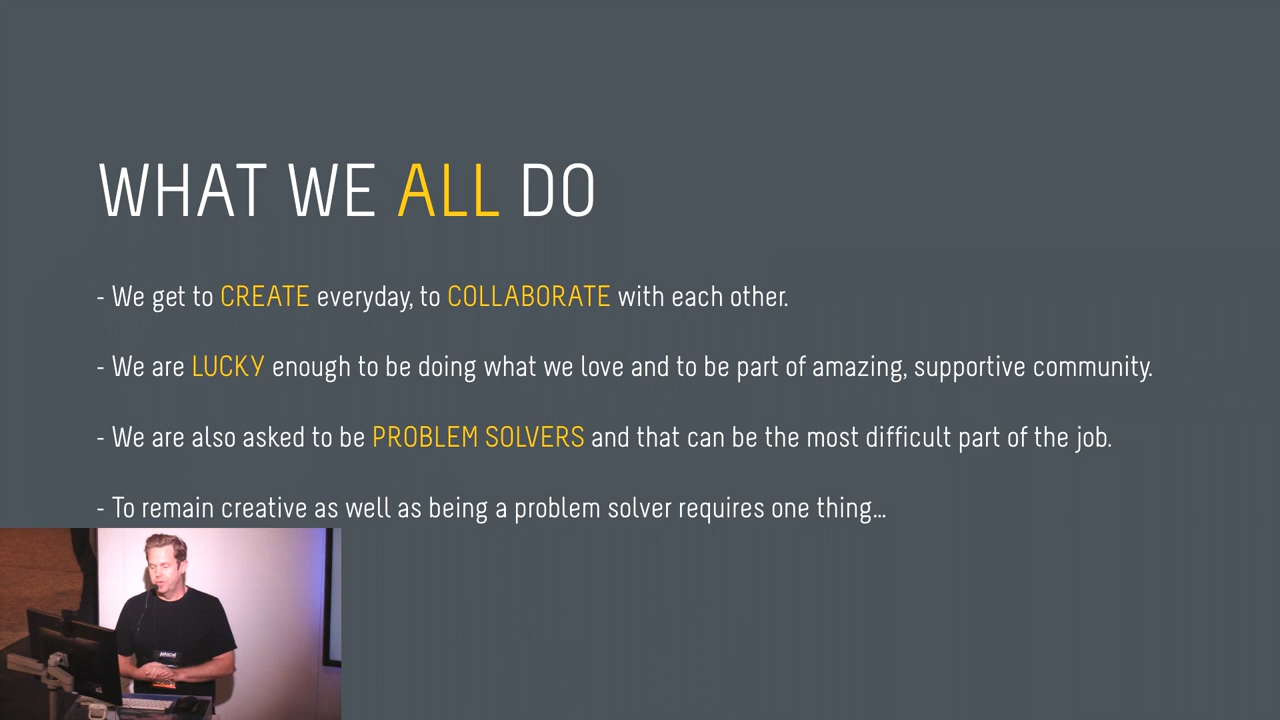 WHAT WE ALL DO
- We get to CREATE everyday, to COLLABORATE with each other.
- We are LUCKY enough to be doing what we love and to be part of amazing, supportive community.
- We are also asked to be PROBLEM SOLVERS and that can be the most difficult part of the job.
- To remain creative as well as being a problem solver requires one thing...